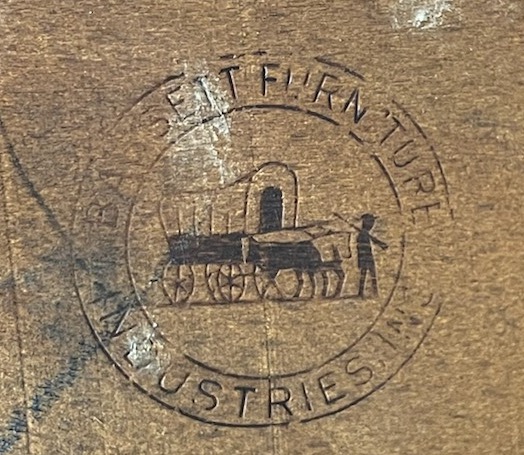 BASSETT FURNITURE
INDUSTRIES, INC.